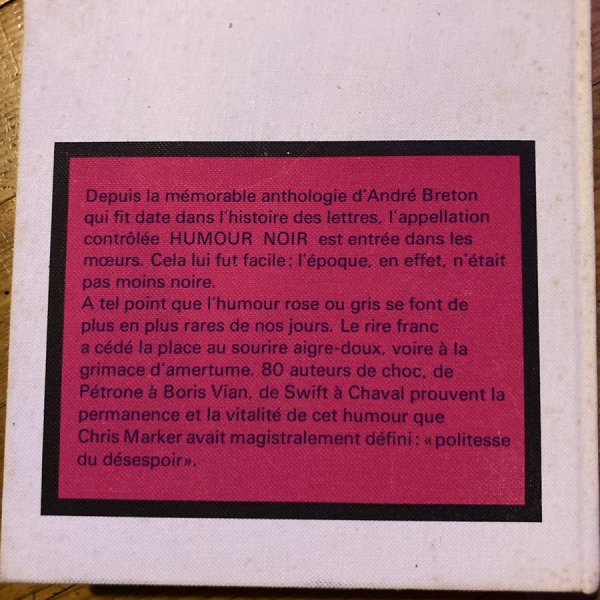 Depuis la mémorable anthologie d'André Breton
qui fit date dans l'histoire des lettres, l'appellation
contrôlée HUMOUR NOIR est entrée dans les
mœurs. Cela lui fut facile : l'époque, en effet, n'était
pas moins noire.
A tel point que l'humour rose ou gris se font de
plus en plus rares de nos jours. Le rire franc
a cédé la place au sourire aigre-doux, voire à la
grimace d'amertume. 80 auteurs de choc, de
Pétrone à Boris Vian, de Swift à Chaval prouvent la
permanence et la vitalité de cet humour que
Chris Marker avait magistralement défini : « politesse
du désespoir».